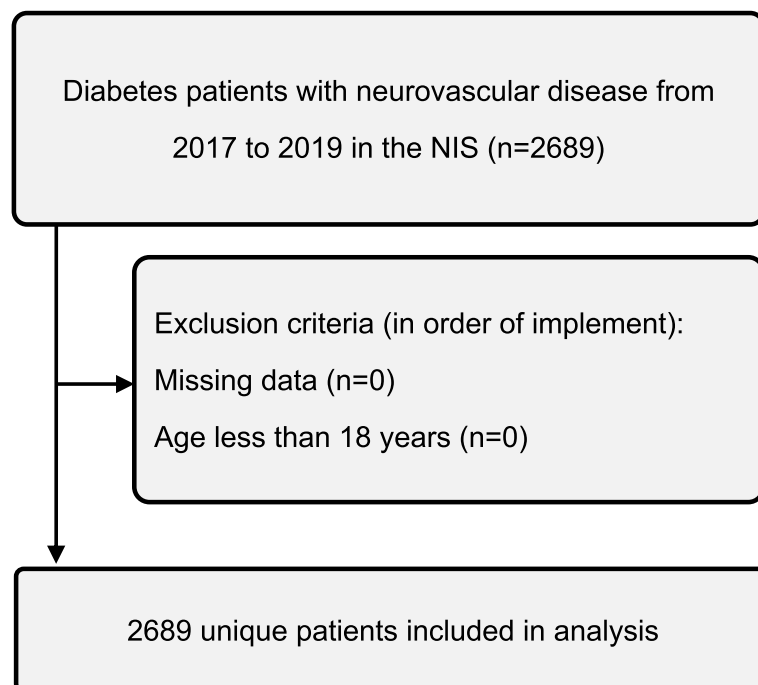 Diabetes patients with neurovascular disease from
2017 to 2019 in the NIS (n=2689)
Exclusion criteria (in order of implement):
Missing data (n=0)
Age less than 18 years (n=0)
2689 unique patients included in analysis